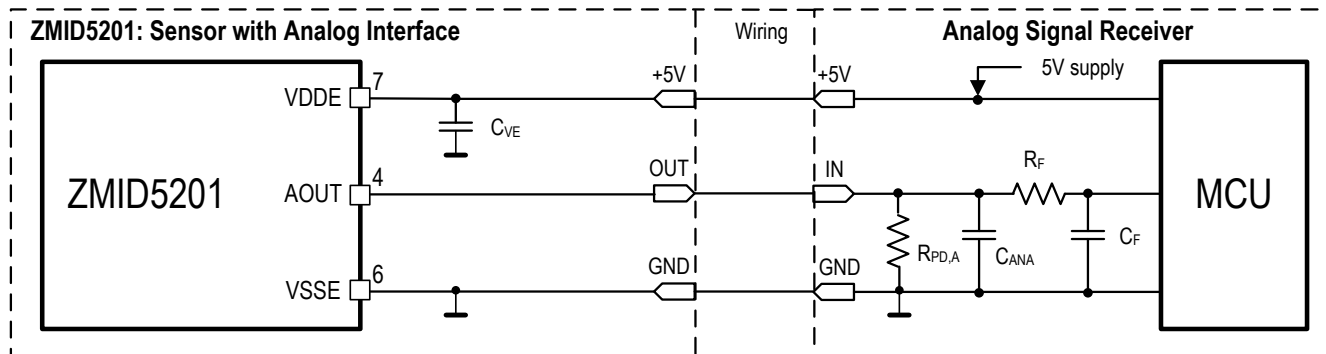 ZMID5201: Sensor with Analog Interface
Wiring
Analog Signal Receiver
+5V
+5V
5V supply
VDDE
7
CVE
ZMID5201
AOUT
4
OUT
IN
RF
MCU
RPD,A
CANA
CF
VSSE
6
GND
GND